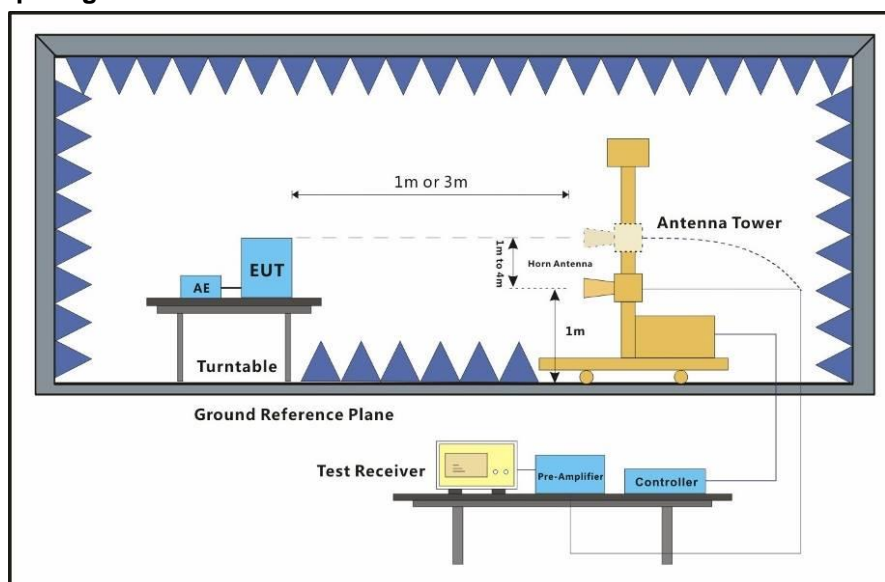 1m or 3m
Antenna Tower
1m to 4m
Horn Antenna
EUT
AE
1m
Turntable
Ground Reference Plane
Test Receiver
Pre-Amplifier
Controller